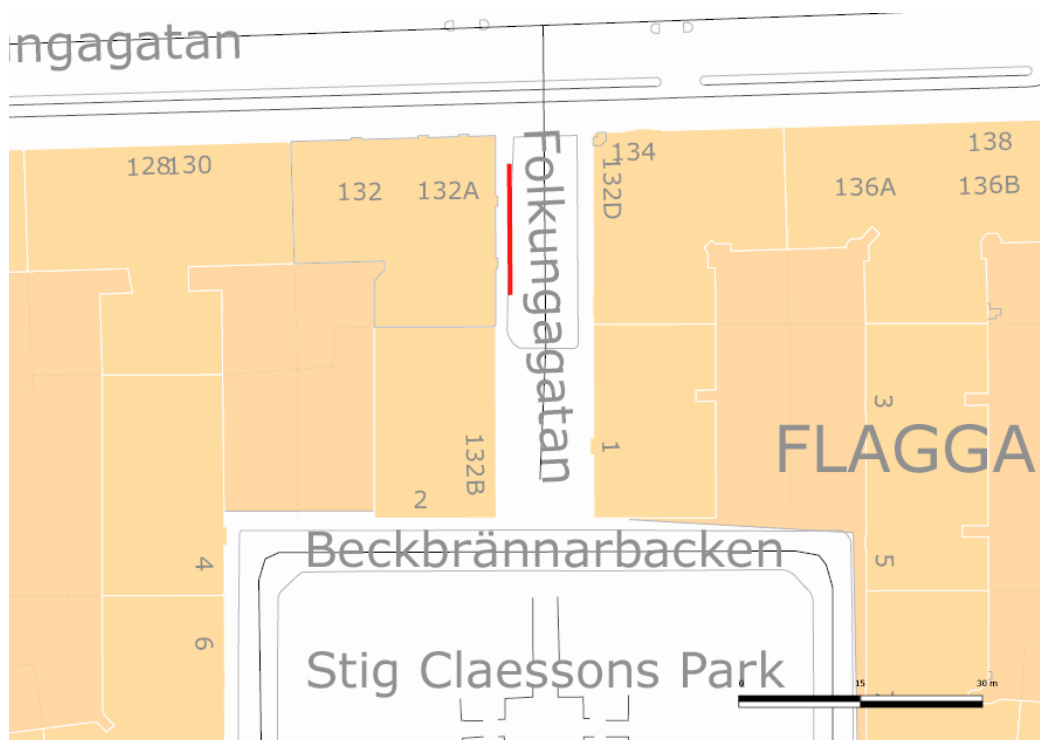 ngagatan
Folkungagatan
128
130
132
132A
132D
134
136A
138
136B
3
FLAGGA
1
132B
2
Beckbrännarbacken
4
5
6
Stig Claessons Park
0 15 30 m